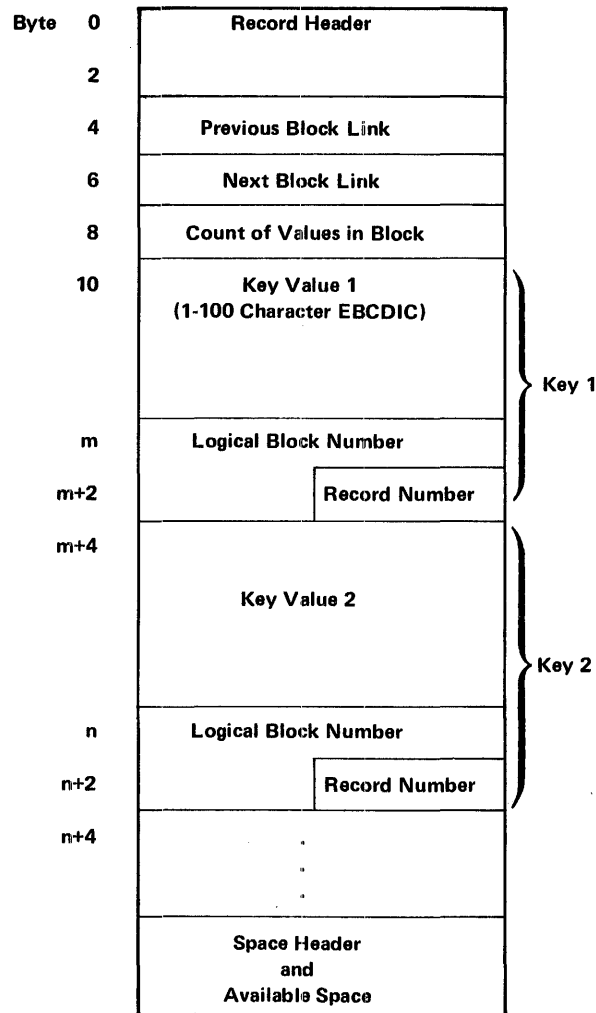 Byte 0 Record Header
2
4 Previous Block Link
6 Next Block Link
8 Count of Values in Block
10 Key Value 1
(1-100 Character EBCDIC)
Key 1
m Logical Block Number
m+2 Record Number
m+4
Key Value 2
Key 2
n Logical Block Number
n+2 Record Number
n+4
Space Header
and
Available Space